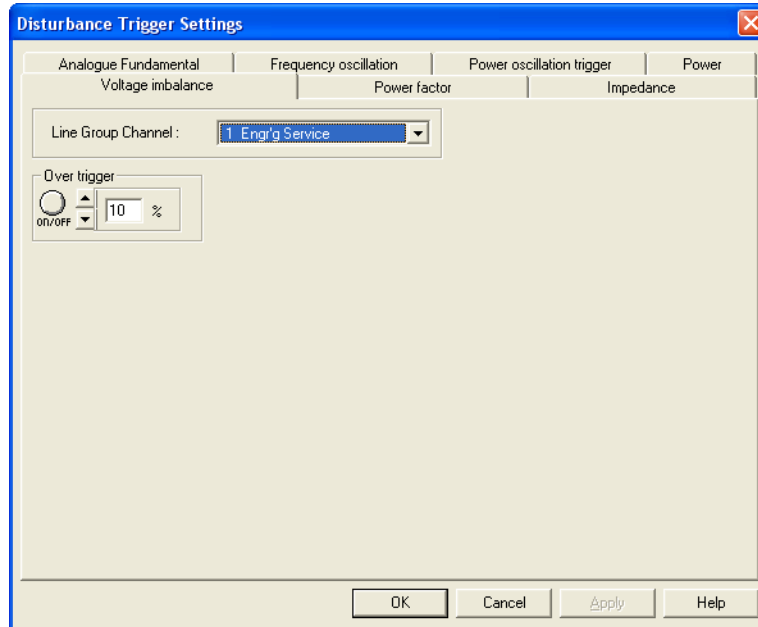 Disturbance Trigger Settings
Analogue Fundamental
Frequency oscillation
Power oscillation trigger
Power
Voltage imbalance
Power factor
Impedance
Line Group Channel :
1 Engr'g Service
Over trigger
ON/OFF
10
%
OK
Cancel
Apply
Help